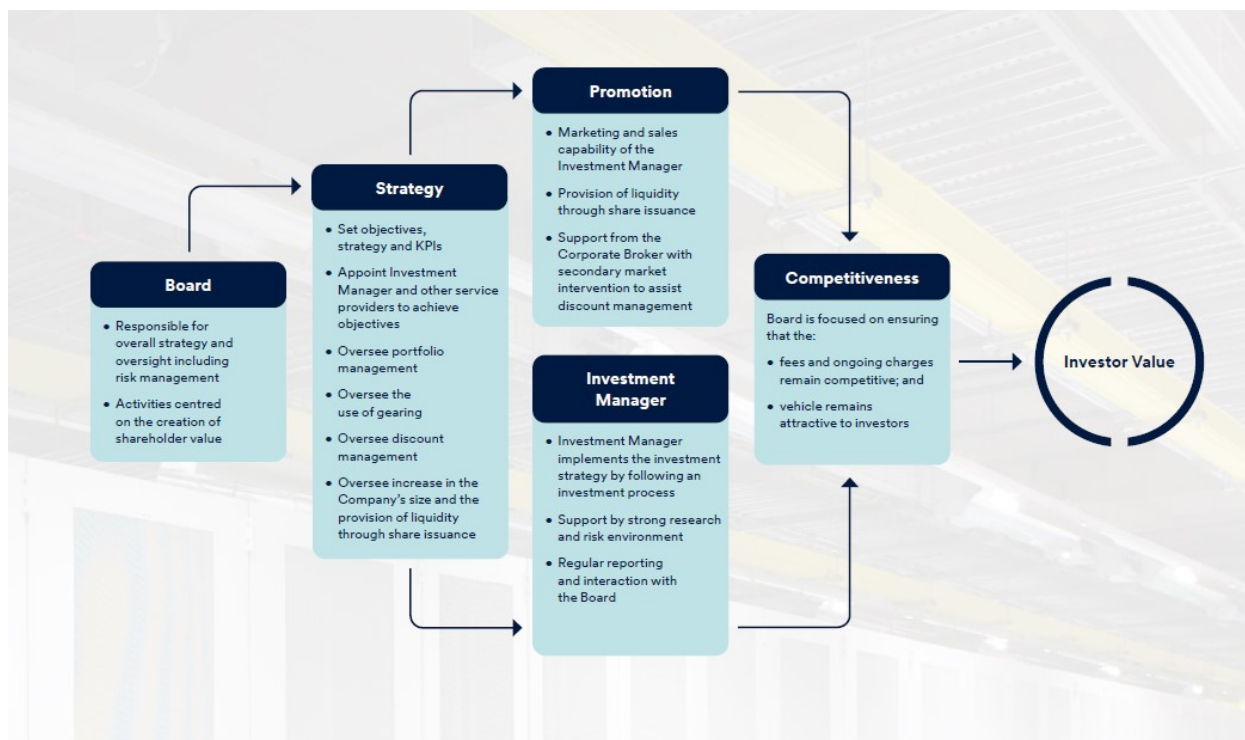 Board
• Responsible for
overall strategy and
oversight including
risk management
• Activities centred
on the creation of
shareholder value
Strategy
• Set objectives,
strategy and KPIs
• Appoint Investment
Manager and other service
providers to achieve
objectives
• Oversee portfolio
management
• Oversee the
use of gearing
• Oversee discount
management
• Oversee increase in the
Company's size and the
provision of liquidity
through share issuance
Promotion
• Marketing and sales
capability of the
Investment Manager
• Provision of liquidity
through share issuance
• Support from the
Corporate Broker with
secondary market
intervention to assist
discount management
Investment
Manager
• Investment Manager
implements the investment
strategy by following an
investment process
• Support by strong research
and risk environment
• Regular reporting
and interaction with
the Board
Competitiveness
Board is focused on ensuring
that the:
• fees and ongoing charges
remain competitive; and
• vehicle remains
attractive to investors
Investor Value